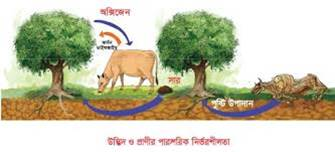 অক্সিজেন
কার্বন
ডাইঅক্সাইড
সার
পুষ্টি উপাদান
উদ্ভিদ ও প্রাণীর পারস্পরিক নির্ভরশীলতা